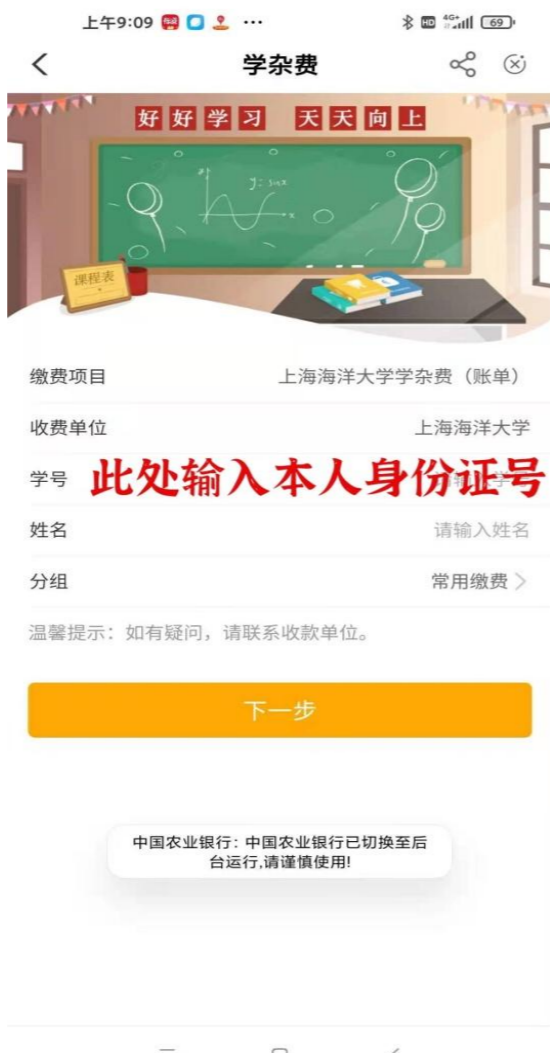 上午9:09 ... HD 4G+ 69
学杂费
好好学习 天天向上
y=sinx
课程表
缴费项目 上海海洋大学学杂费（账单）
收费单位 上海海洋大学
学号 此处输入本人身份证号
姓名 请输入姓名
分组 常用缴费 >
温馨提示：如有疑问，请联系收款单位。
下一步
中国农业银行: 中国农业银行已切换至后
台运行,请谨慎使用!